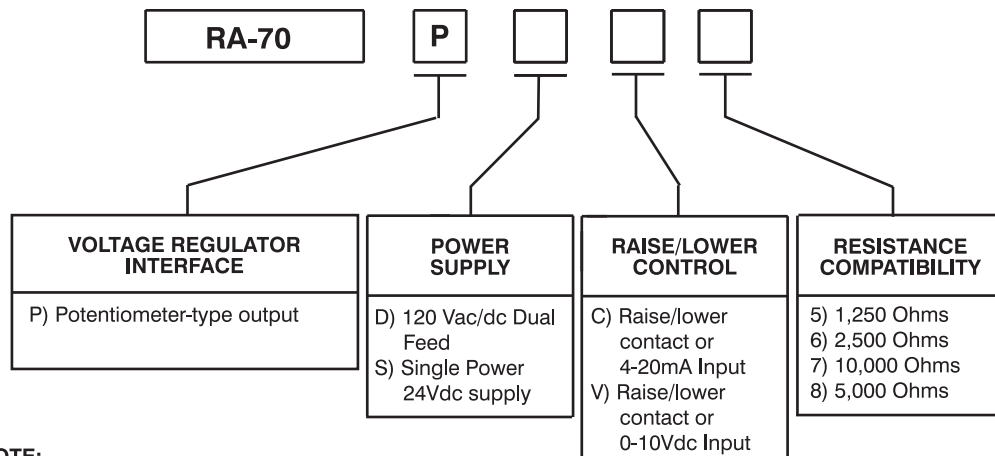 RA-70 P
VOLTAGE REGULATOR
INTERFACE
P) Potentiometer-type output
POWER
SUPPLY
D) 120 Vac/dc Dual
Feed
S) Single Power
24Vdc supply
RAISE/LOWER
CONTROL
C) Raise/lower
contact or
4-20mA Input
V) Raise/lower
contact or
0-10Vdc Input
RESISTANCE
COMPATIBILITY
5) 1,250 Ohms
6) 2,500 Ohms
7) 10,000 Ohms
8) 5,000 Ohms